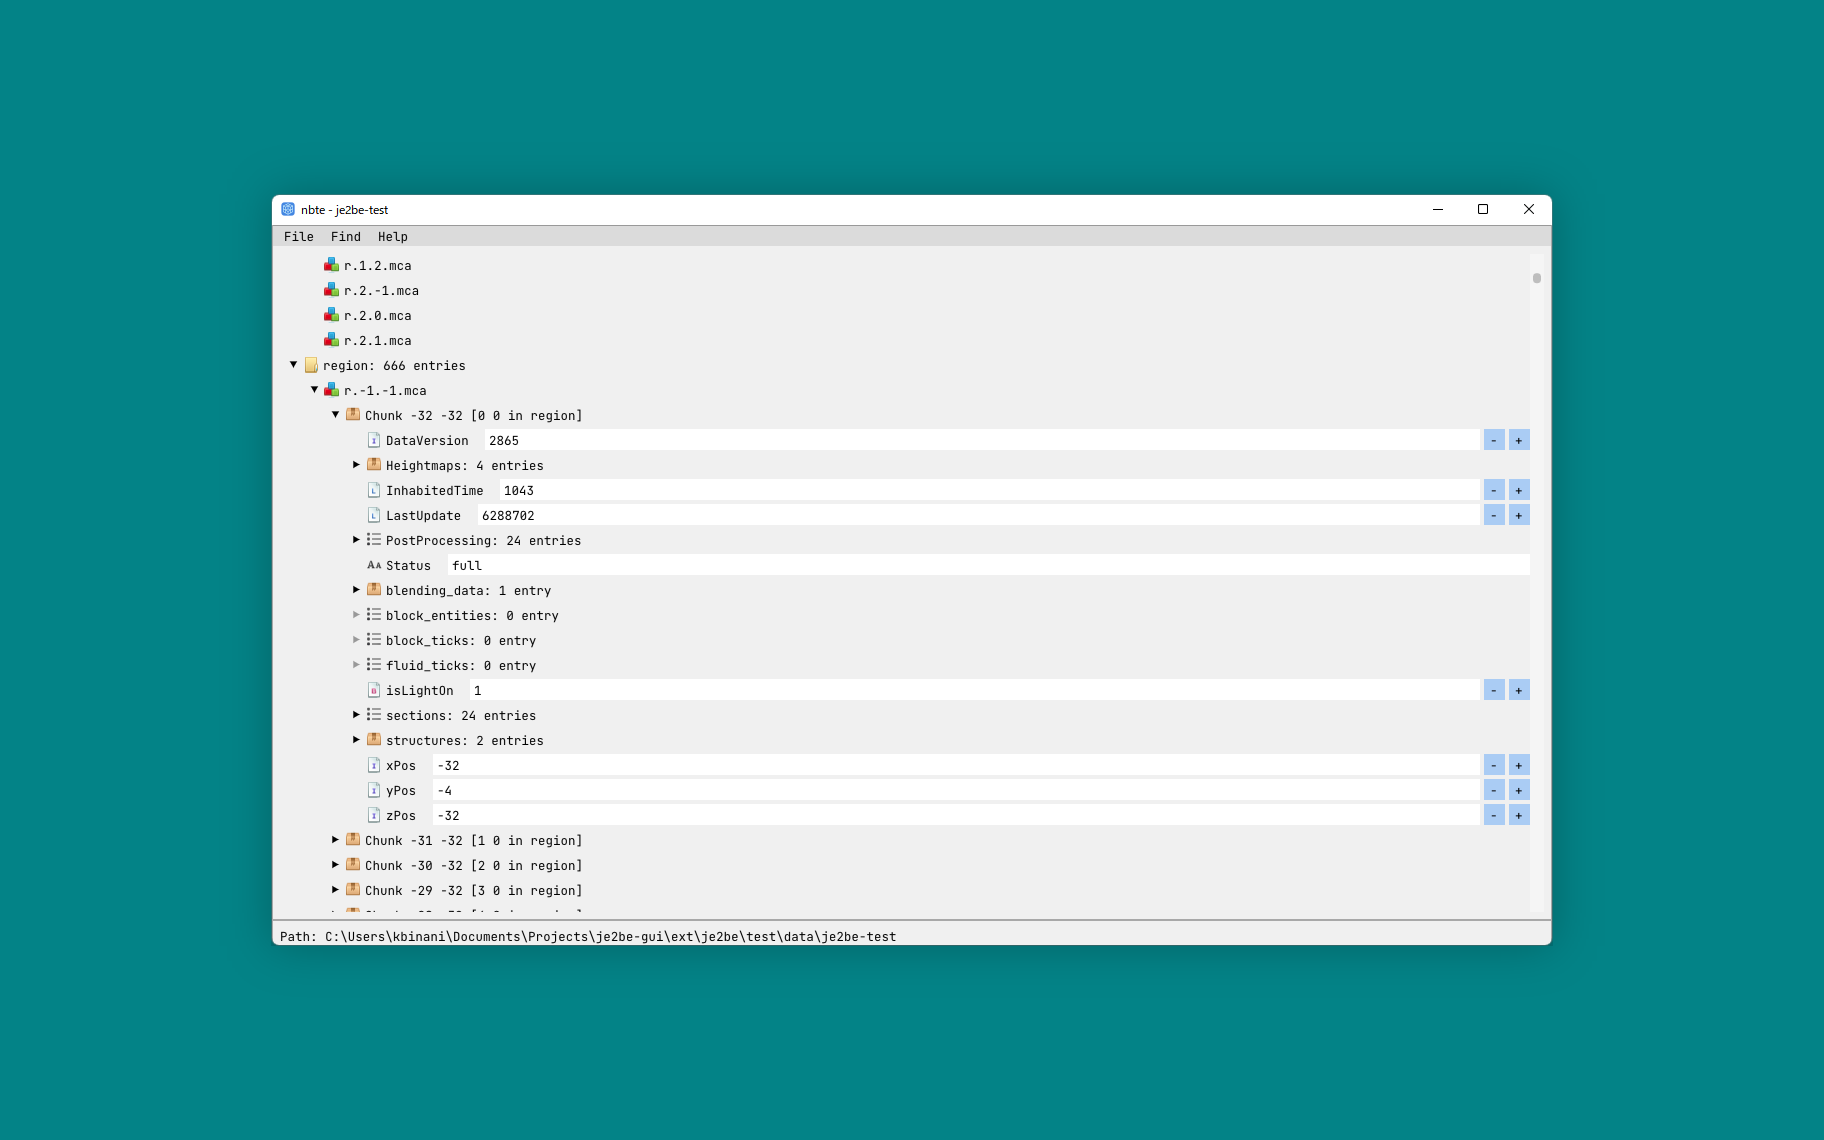 nbte - je2be-test
File Find Help
r.1.2.mca
r.2.-1.mca
r.2.0.mca
r.2.1.mca
region: 666 entries
r.-1.-1.mca
Chunk -32 -32 [0 0 in region]
DataVersion 2865 - +
Heightmaps: 4 entries
InhabitedTime 1043 - +
LastUpdate 6288702 - +
PostProcessing: 24 entries
Status full
blending_data: 1 entry
block_entities: 0 entry
block_ticks: 0 entry
fluid_ticks: 0 entry
isLightOn 1 - +
sections: 24 entries
structures: 2 entries
xPos -32 - +
yPos -4 - +
zPos -32 - +
Chunk -31 -32 [1 0 in region]
Chunk -30 -32 [2 0 in region]
Chunk -29 -32 [3 0 in region]
Path: C:\Users\kbinani\Documents\Projects\je2be-gui\ext\je2be\test\data\je2be-test